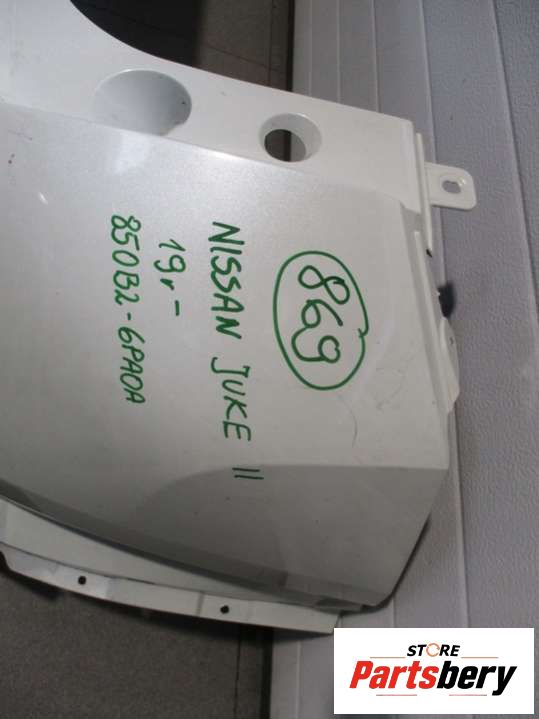 869
NISSAN JUKE II
19г-
850B2-6PA0A
STORE
Partsbery